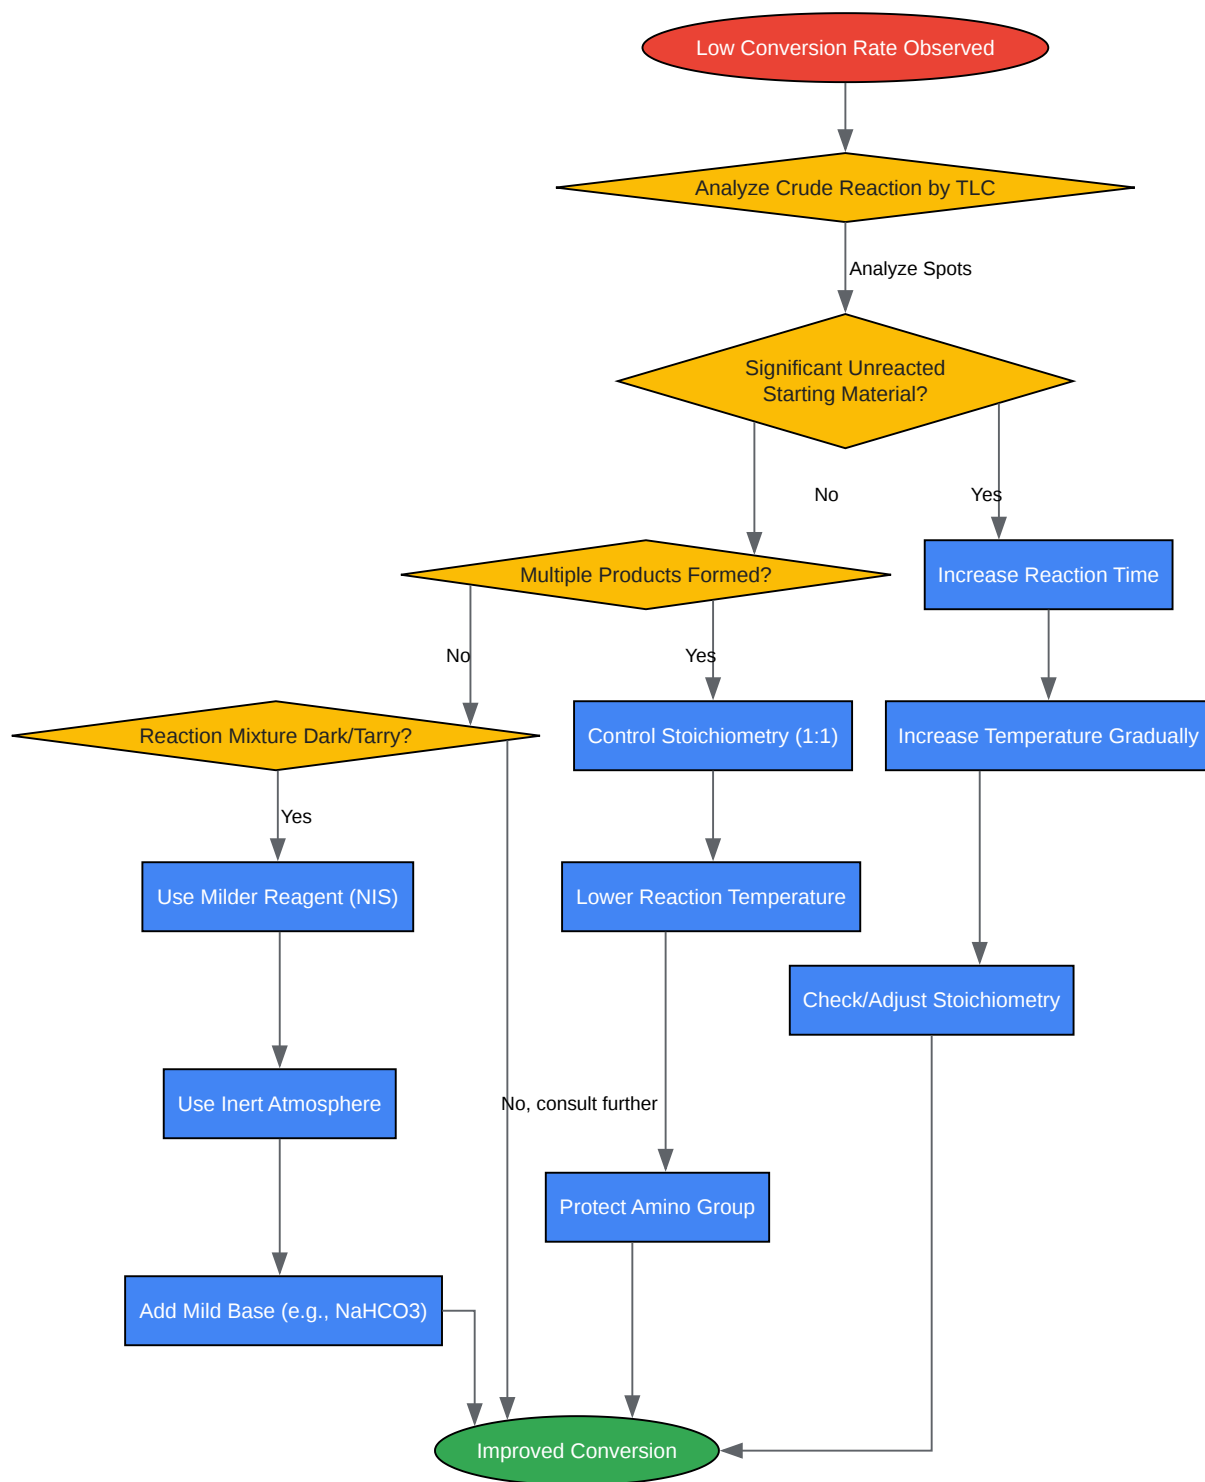 Low Conversion Rate Observed
Analyze Crude Reaction by TLC
Analyze Spots
Significant Unreacted
Starting Material?
No
Yes
Multiple Products Formed?
Increase Reaction Time
No
Yes
Reaction Mixture Dark/Tarry?
Control Stoichiometry (1:1)
Increase Temperature Gradually
Yes
Use Milder Reagent (NIS)
Lower Reaction Temperature
Check/Adjust Stoichiometry
Use Inert Atmosphere
No, consult further
Protect Amino Group
Add Mild Base (e.g., NaHCO3)
Improved Conversion